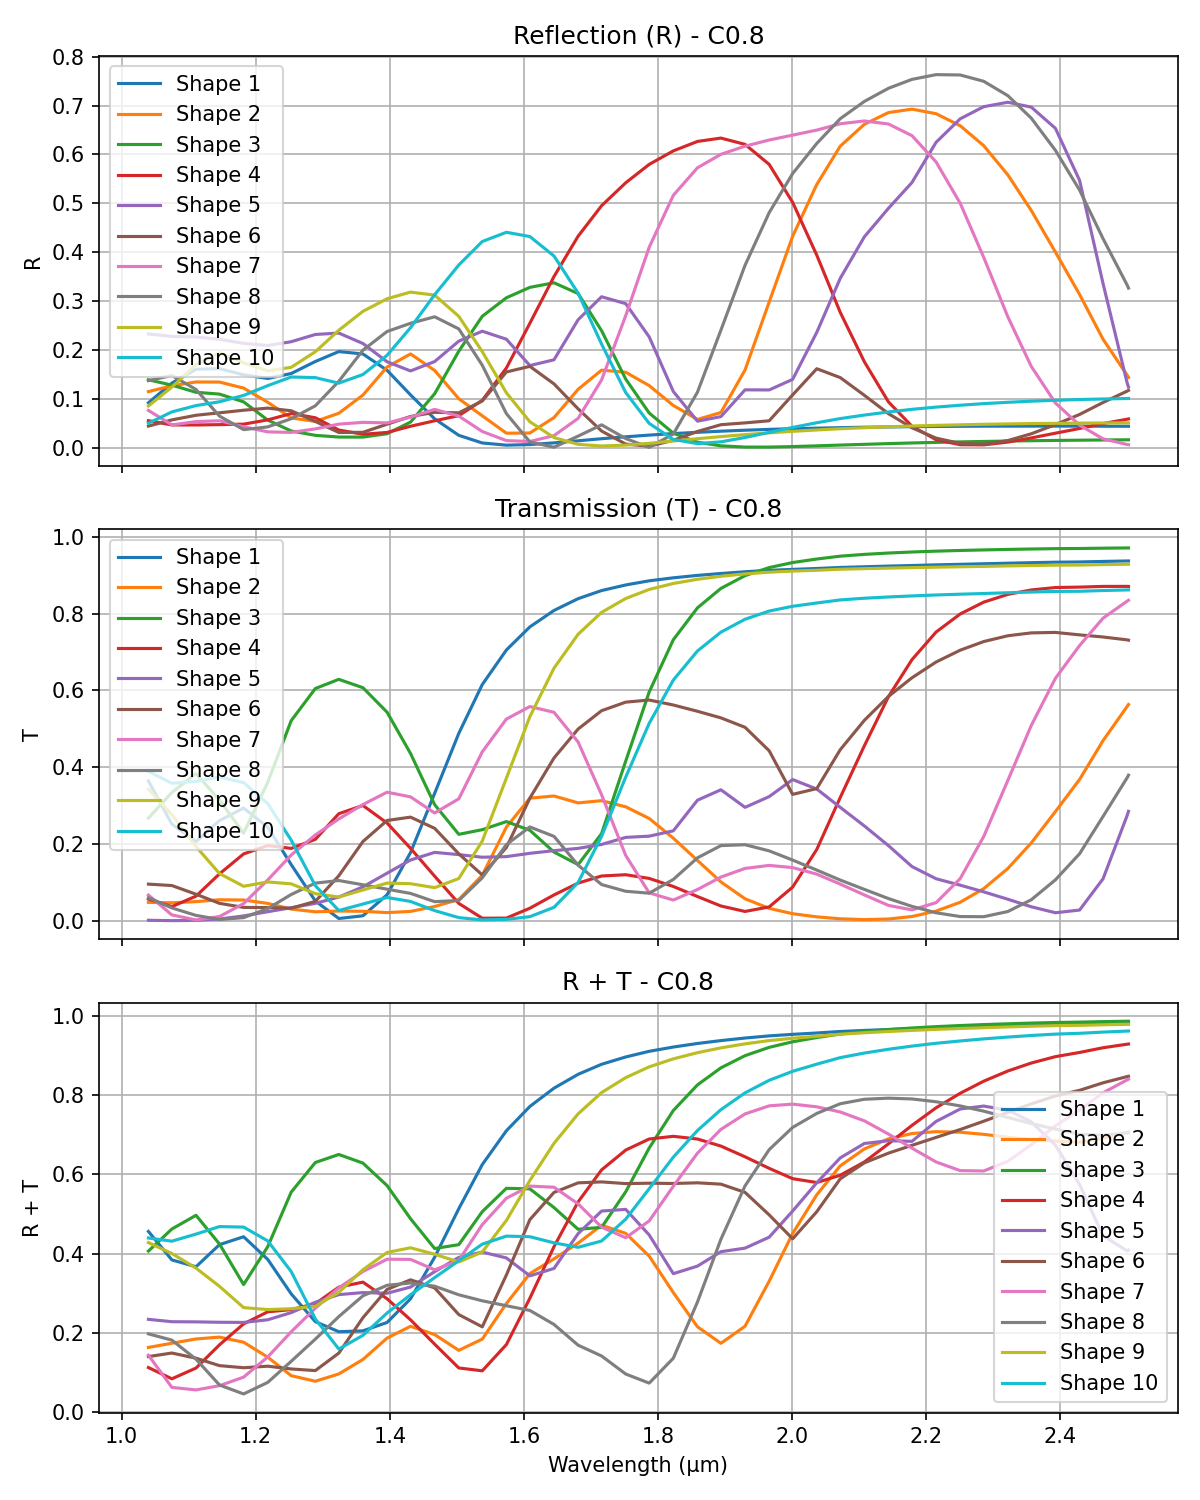 Reflection (R) - C0.8
0.8
0.7
0.6
0.5
0.4
0.3
0.2
0.1
0.0
R
Shape 1
Shape 2
Shape 3
Shape 4
Shape 5
Shape 6
Shape 7
Shape 8
Shape 9
Shape 10
Transmission (T) - C0.8
1.0
0.8
0.6
0.4
0.2
0.0
T
Shape 1
Shape 2
Shape 3
Shape 4
Shape 5
Shape 6
Shape 7
Shape 8
Shape 9
Shape 10
R + T - C0.8
1.0
0.8
0.6
0.4
0.2
0.0
R + T
Shape 1
Shape 2
Shape 3
Shape 4
Shape 5
Shape 6
Shape 7
Shape 8
Shape 9
Shape 10
1.0 1.2 1.4 1.6 1.8 2.0 2.2 2.4
Wavelength (μm)